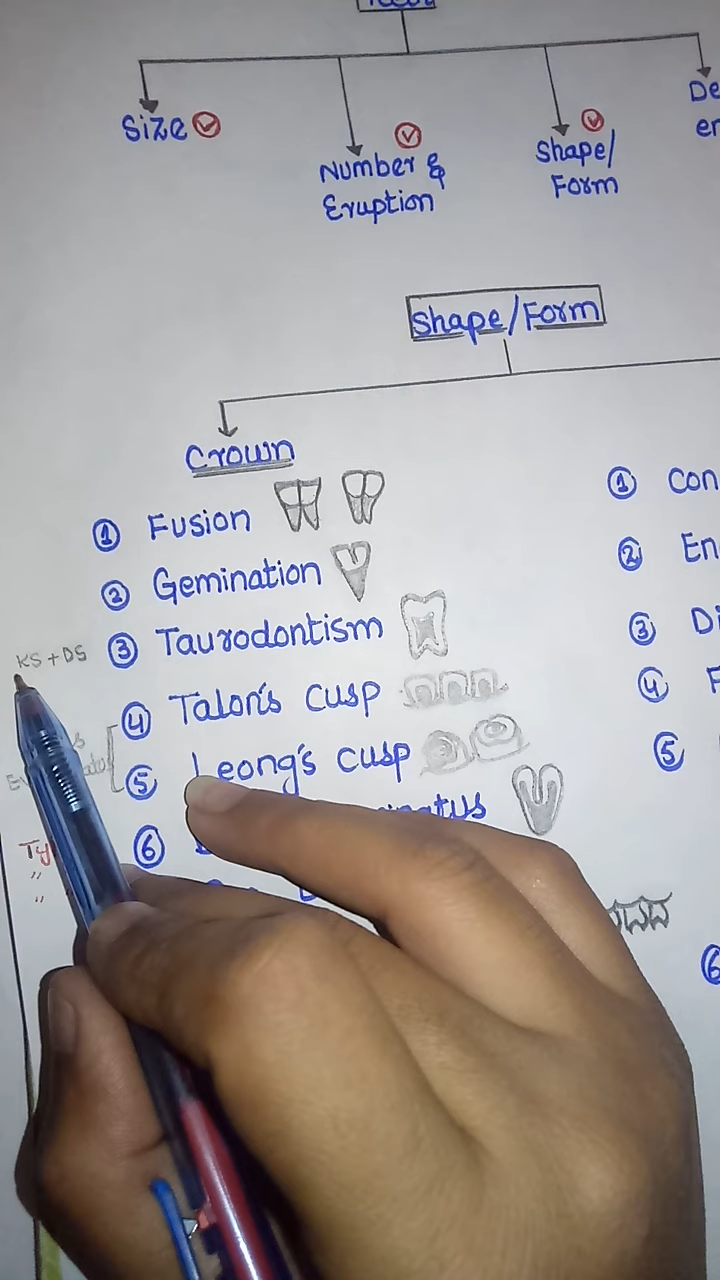 Size
Number &
Eruption
Shape/
Form
De
er
Shape/Form
Crown
① Fusion
② Gemination
KS + DS ③ Taurodontism
④ Talon's cusp
⑤ Leong's cusp
⑥
① Con
② En
③ Di
④ F
⑤
⑥